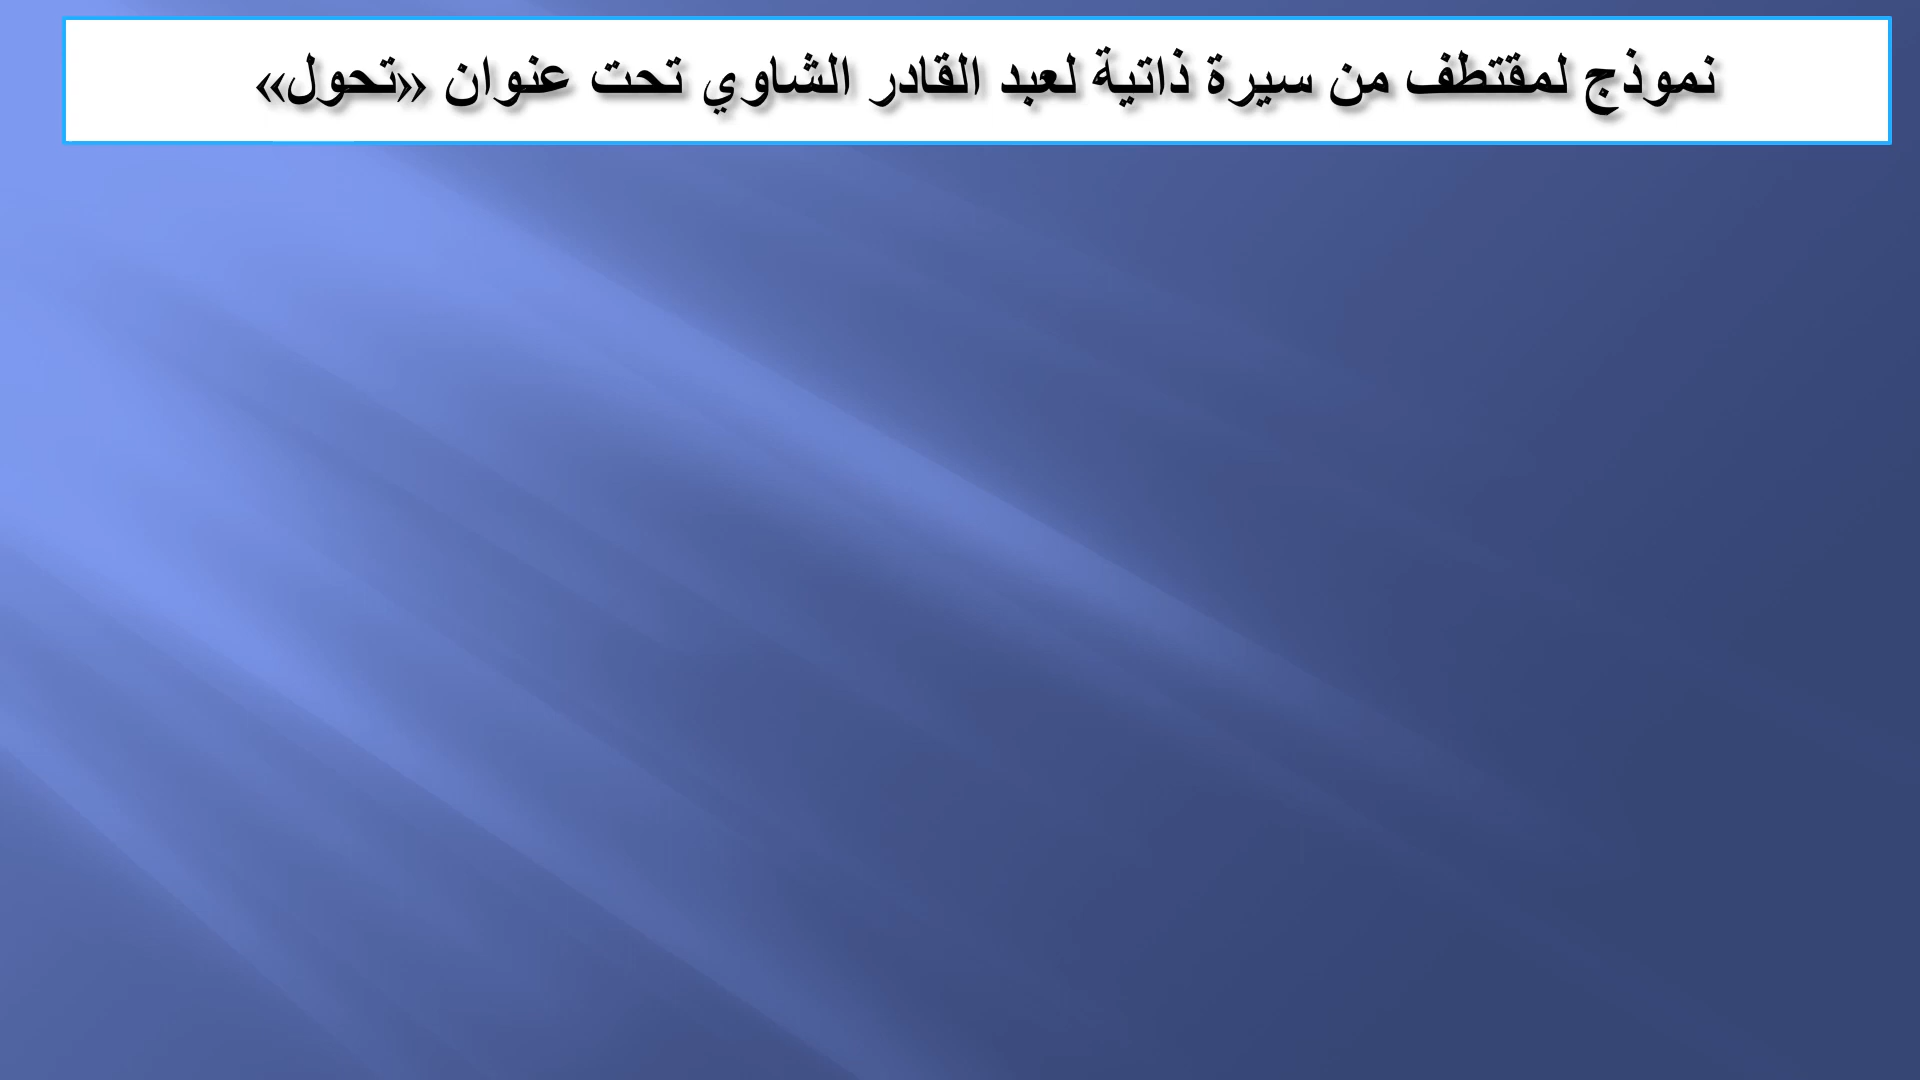 نموذج لمقتطف من سيرة ذاتية لعبد القادر الشاوي تحت عنوان «تحول»